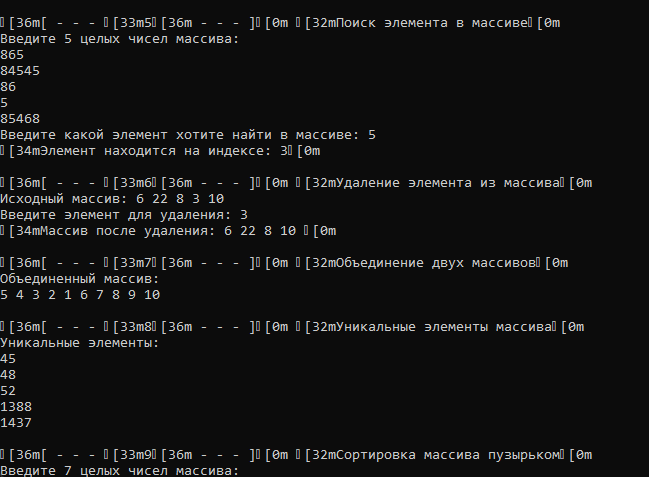 [36m[ - - - [33m5[36m - - - ][0m [32mПоиск элемента в массиве[0m
Введите 5 целых чисел массива:
865
84545
86
5
85468
Введите какой элемент хотите найти в массиве: 5
[34mЭлемент находится на индексе: 3[0m
[36m[ - - - [33m6[36m - - - ][0m [32mУдаление элемента из массива[0m
Исходный массив: 6 22 8 3 10
Введите элемент для удаления: 3
[34mМассив после удаления: 6 22 8 10 [0m
[36m[ - - - [33m7[36m - - - ][0m [32mОбъединение двух массивов[0m
Объединенный массив:
5 4 3 2 1 6 7 8 9 10
[36m[ - - - [33m8[36m - - - ][0m [32mУникальные элементы массива[0m
Уникальные элементы:
45
48
52
1388
1437
[36m[ - - - [33m9[36m - - - ][0m [32mСортировка массива пузырьком[0m
Введите 7 целых чисел массива: